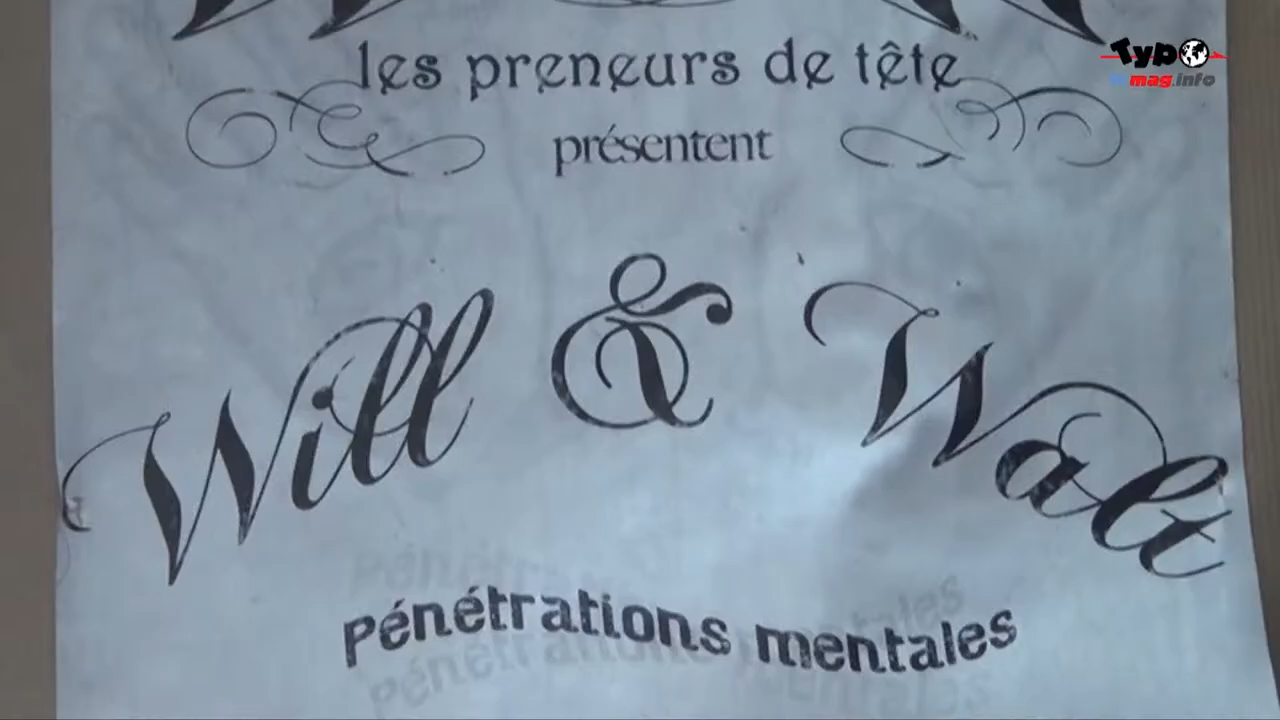 les preneurs de tête
présentent
Will & Walt
Pénétrations mentales
Typo
mag.info